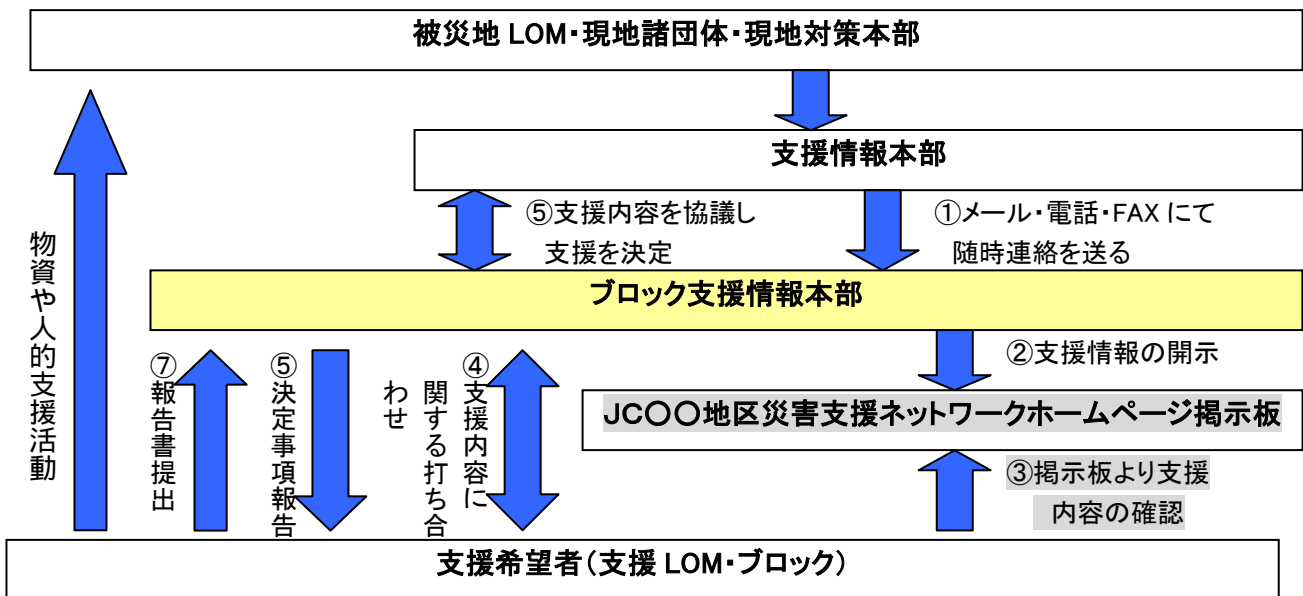 被災地 LOM・現地諸団体・現地対策本部
支援情報本部
⑤支援内容を協議し
支援を決定
①メール・電話・FAX にて
随時連絡を送る
物資や人的支援活動
ブロック支援情報本部
⑦報告書提出
⑤決定事項報告
④支援内容に
関する打ち合
わせ
②支援情報の開示
JC〇〇地区災害支援ネットワークホームページ掲示板
③掲示板より支援
内容の確認
支援希望者(支援 LOM・ブロック)